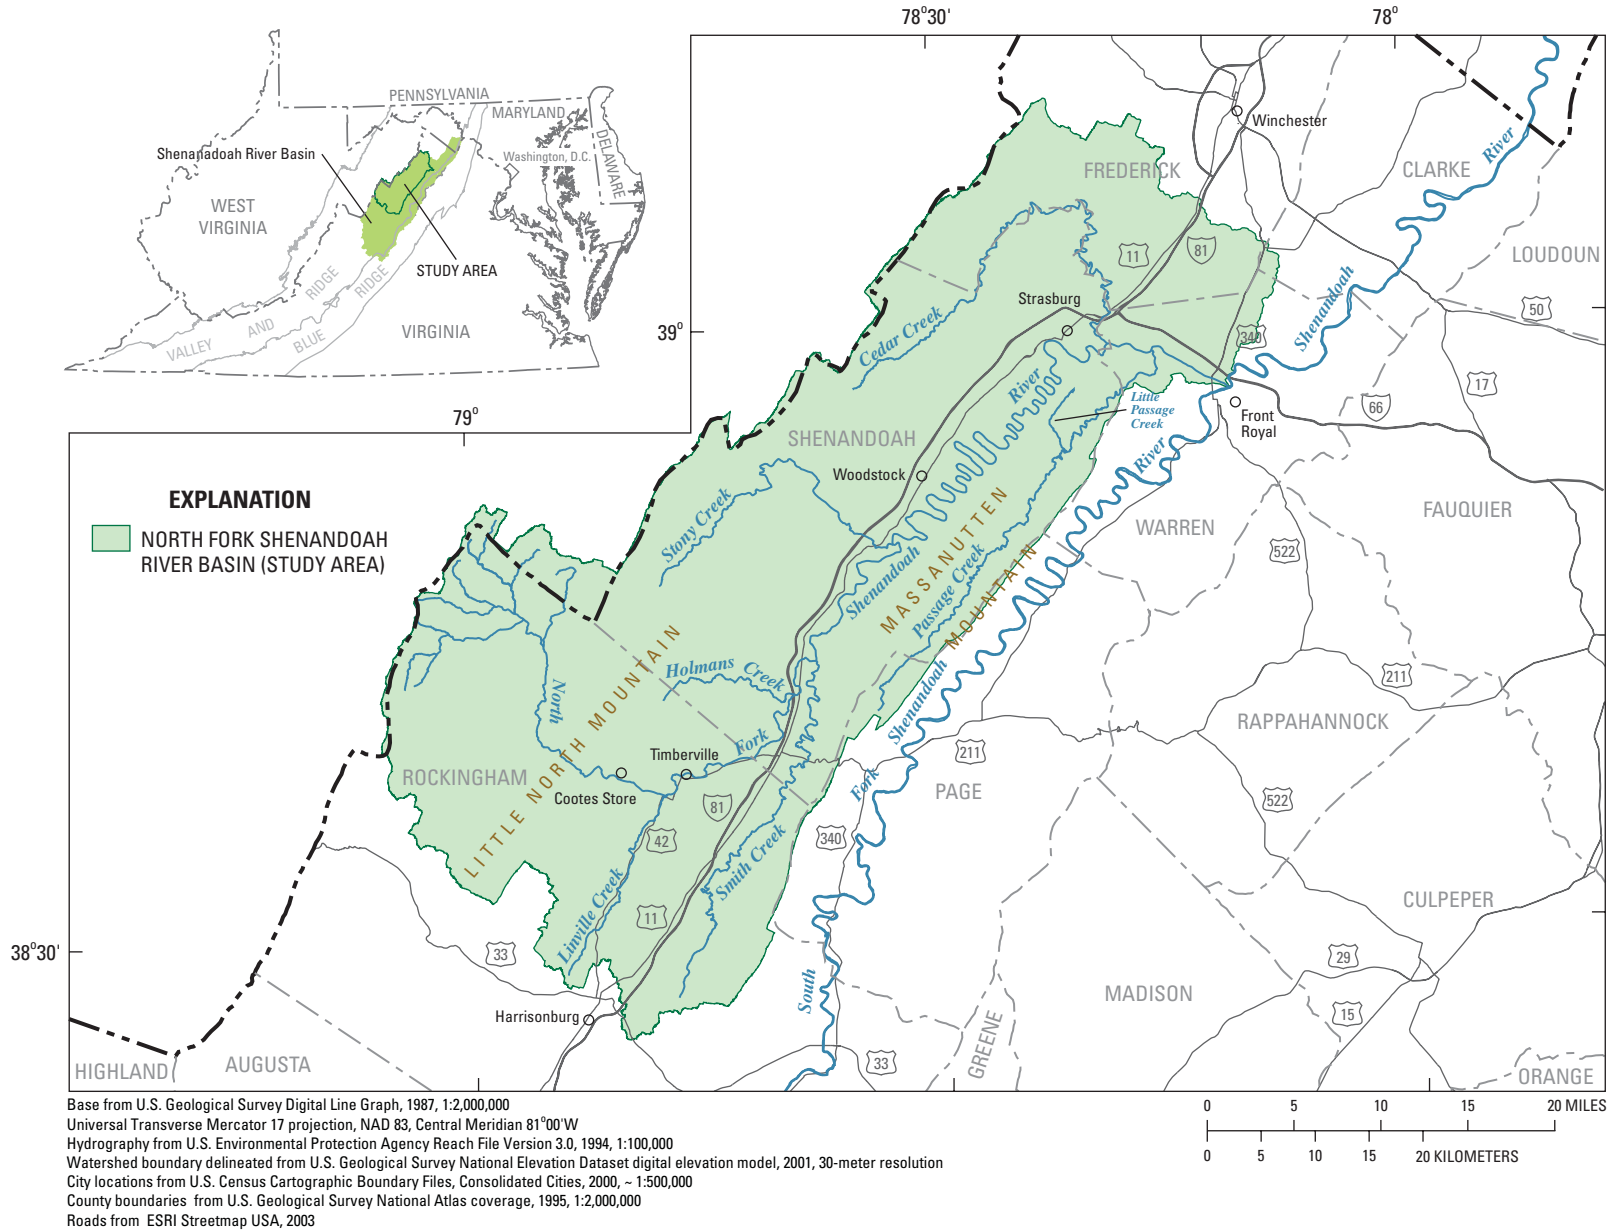 78°30'
78°
PENNSYLVANIA
MARYLAND
DELAWARE
Washington, D.C.
Shenanadoah River Basin
WEST
VIRGINIA
STUDY AREA
VALLEY AND RIDGE
BLUE RIDGE
VIRGINIA
39°
79°
38°30'
EXPLANATION
NORTH FORK SHENANDOAH
RIVER BASIN (STUDY AREA)
Winchester
FREDERICK
CLARKE
LOUDOUN
River
Shenandoah
11
81
50
340
17
66
Strasburg
Cedar Creek
Front
Royal
Little
Passage
Creek
River
River
SHENANDOAH
Woodstock
Stony Creek
FAUQUIER
WARREN
522
MASSANUTTEN
MOUNTAIN
Passage Creek
Shenandoah
Shenandoah
Holmans Creek
North
LITTLE NORTH MOUNTAIN
Timberville
Fork
Cootes Store
ROCKINGHAM
81
42
11
Smith Creek
Linville Creek
Fork
340
211
211
PAGE
RAPPAHANNOCK
522
CULPEPER
29
15
MADISON
GREENE
ORANGE
South
33
33
Harrisonburg
HIGHLAND
AUGUSTA
0 5 10 15 20 MILES
0 5 10 15 20 KILOMETERS
Base from U.S. Geological Survey Digital Line Graph, 1987, 1:2,000,000
Universal Transverse Mercator 17 projection, NAD 83, Central Meridian 81°00'W
Hydrography from U.S. Environmental Protection Agency Reach File Version 3.0, 1994, 1:100,000
Watershed boundary delineated from U.S. Geological Survey National Elevation Dataset digital elevation model, 2001, 30-meter resolution
City locations from U.S. Census Cartographic Boundary Files, Consolidated Cities, 2000, ~ 1:500,000
County boundaries from U.S. Geological Survey National Atlas coverage, 1995, 1:2,000,000
Roads from ESRI Streetmap USA, 2003